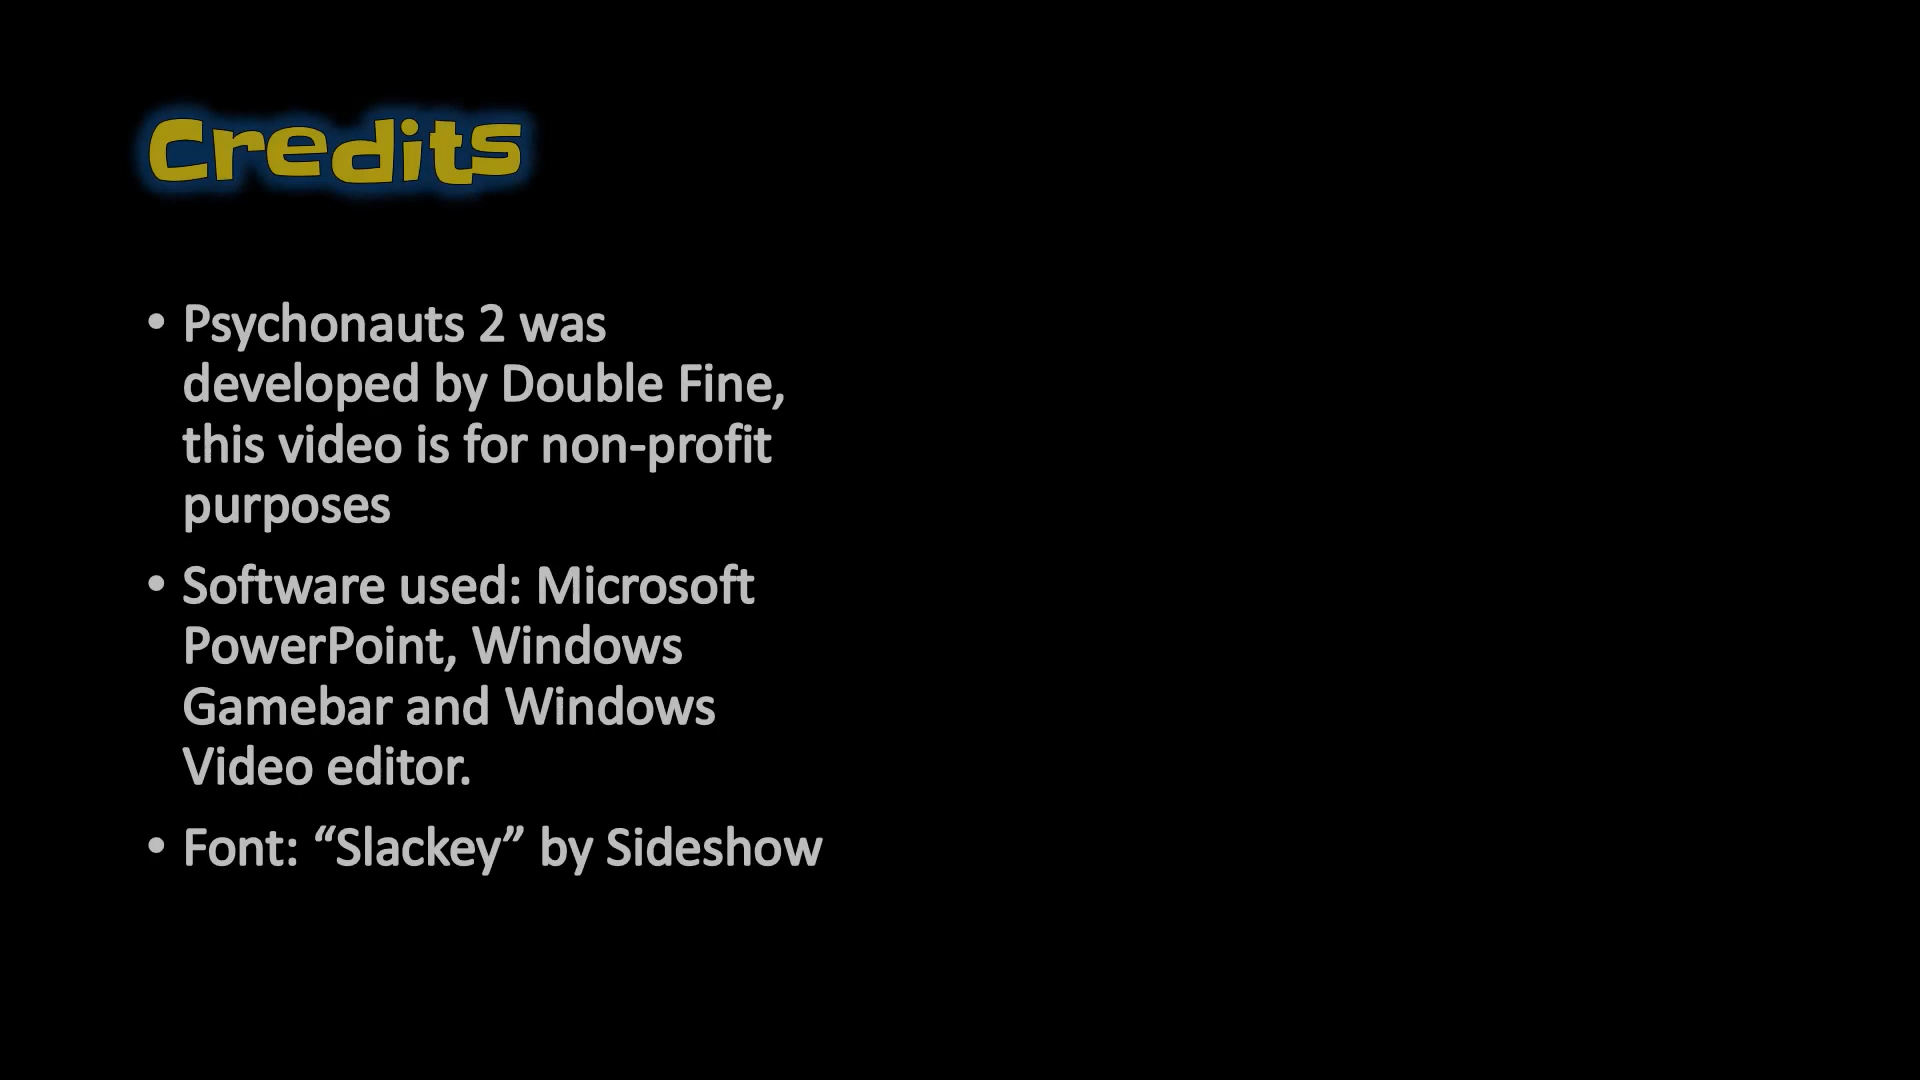 Credits
• Psychonauts 2 was
developed by Double Fine,
this video is for non-profit
purposes
• Software used: Microsoft
PowerPoint, Windows
Gamebar and Windows
Video editor.
• Font: “Slackey” by Sideshow